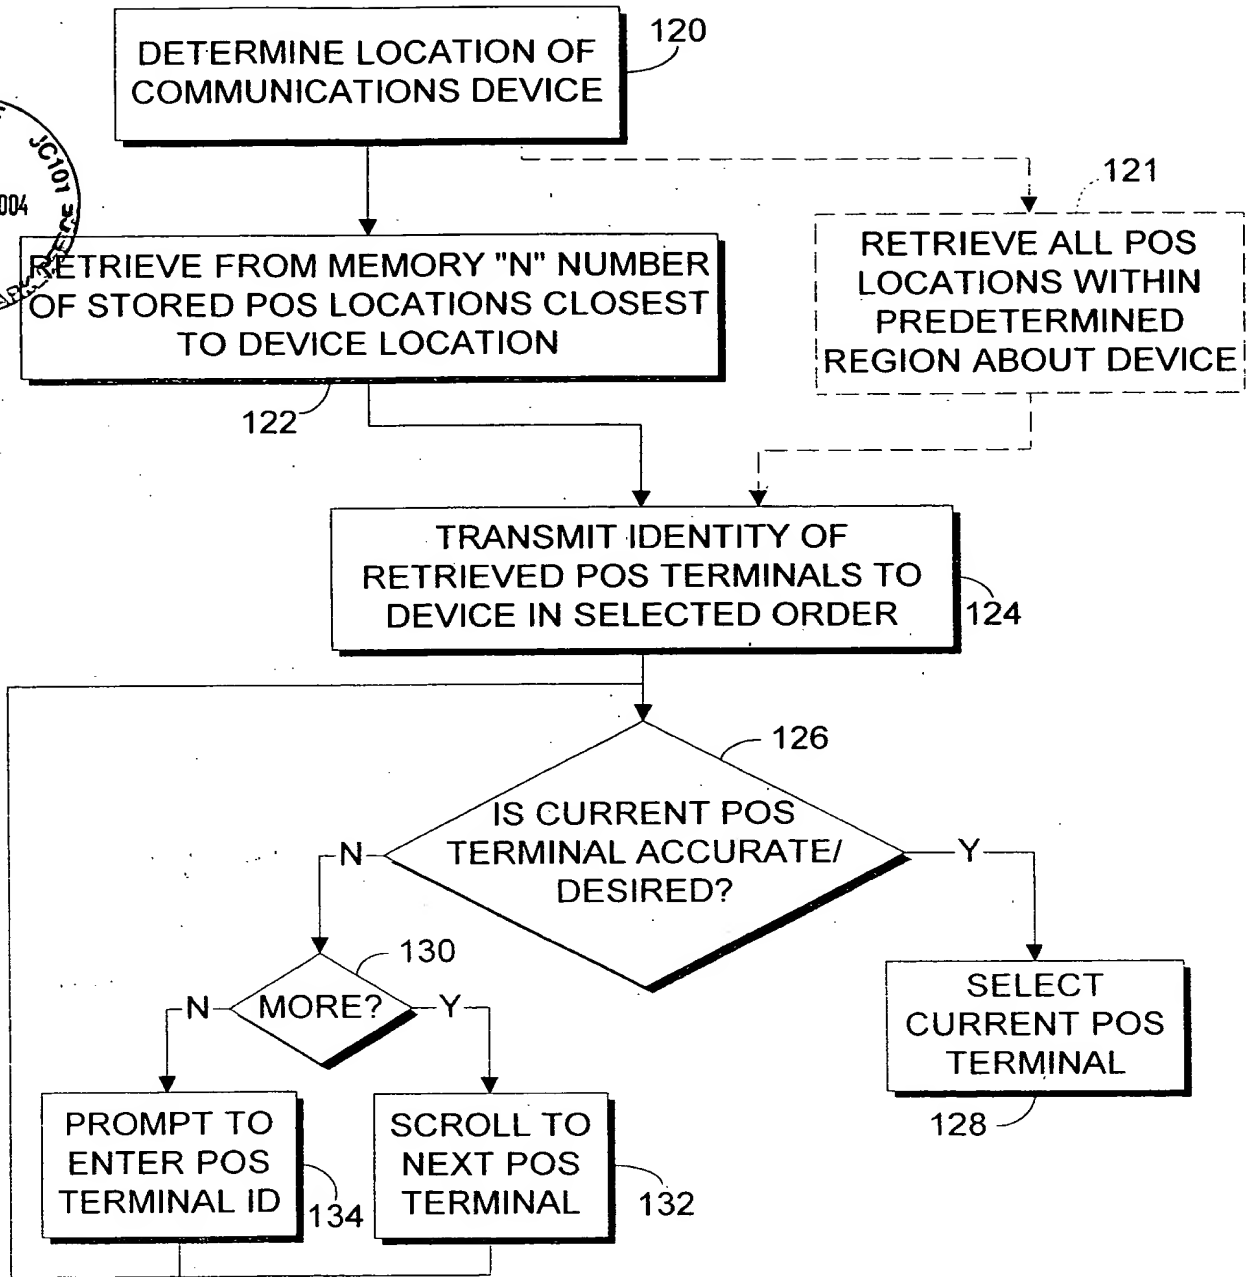 DETERMINE LOCATION OF
COMMUNICATIONS DEVICE
120
JC101
004
121
RETRIEVE FROM MEMORY "N" NUMBER
OF STORED POS LOCATIONS CLOSEST
TO DEVICE LOCATION
122
RETRIEVE ALL POS
LOCATIONS WITHIN
PREDETERMINED
REGION ABOUT DEVICE
TRANSMIT IDENTITY OF
RETRIEVED POS TERMINALS TO
DEVICE IN SELECTED ORDER
124
126
IS CURRENT POS
TERMINAL ACCURATE/
DESIRED?
N
Y
130
MORE?
N
Y
SELECT
CURRENT POS
TERMINAL
128
PROMPT TO
ENTER POS
TERMINAL ID
134
SCROLL TO
NEXT POS
TERMINAL
132